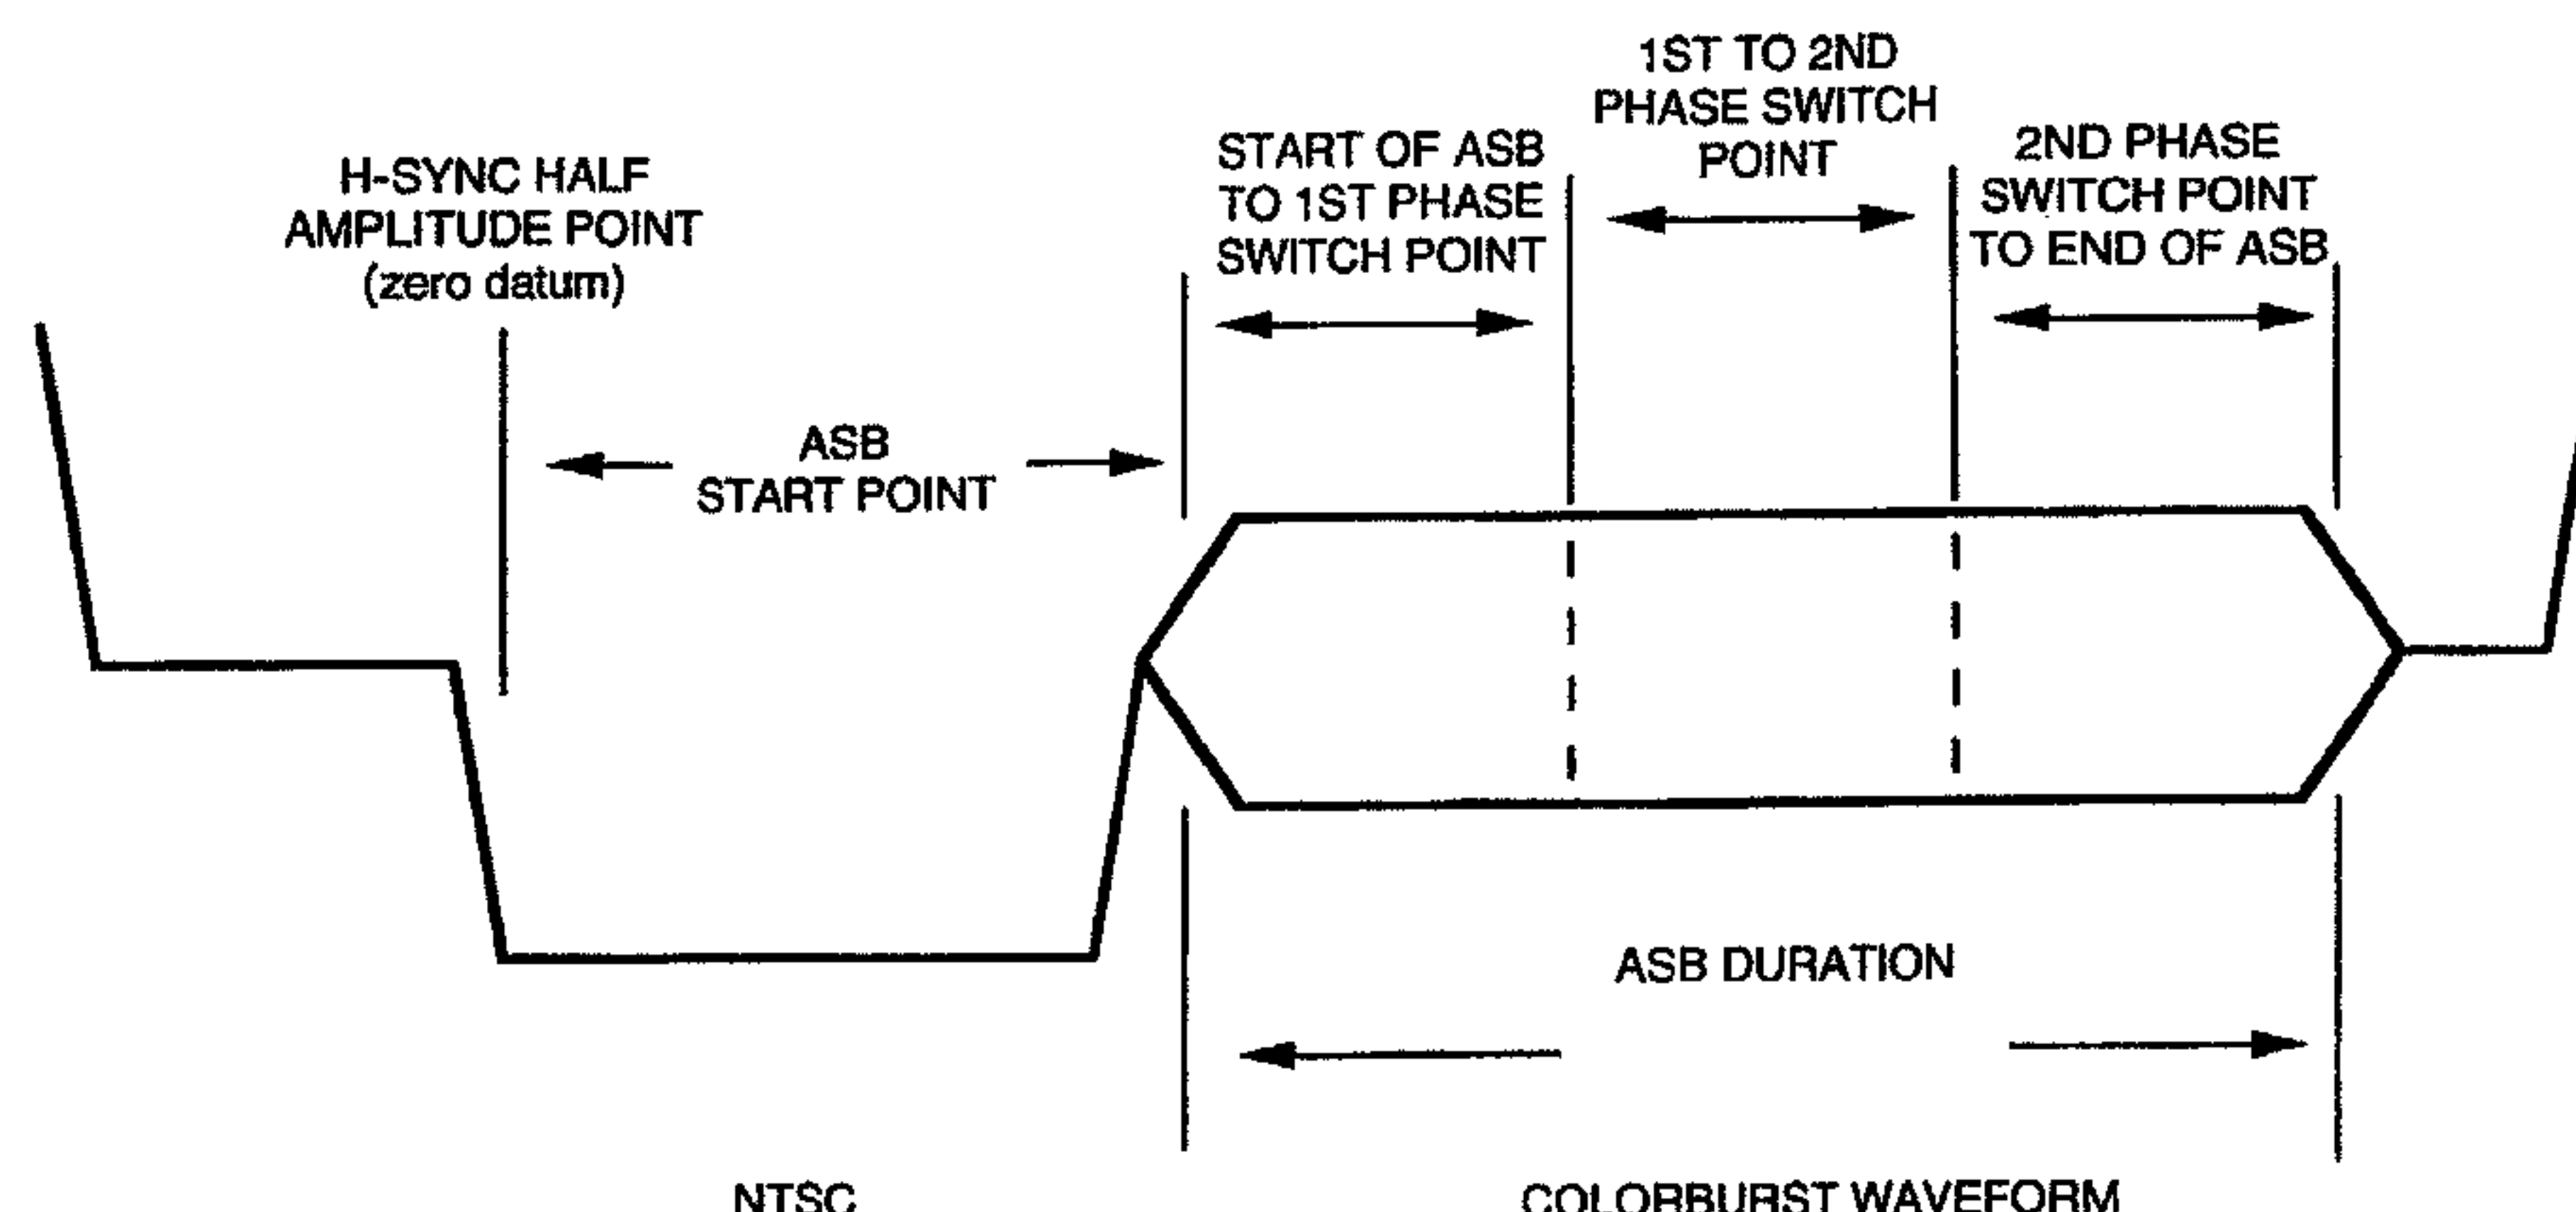 H-SYNC HALF
AMPLITUDE POINT
(zero datum)
ASB
START POINT
START OF ASB
TO 1ST PHASE
SWITCH POINT
1ST TO 2ND
PHASE SWITCH
POINT
2ND PHASE
SWITCH POINT
TO END OF ASB
ASB DURATION
NTSC
COLORBURST WAVEFORM